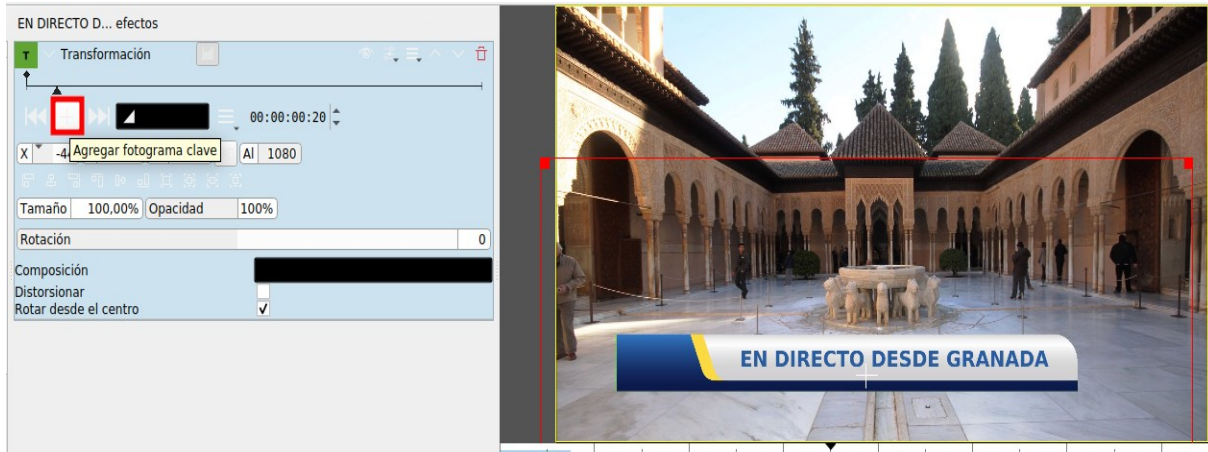 EN DIRECTO D... efectos
T Transformación
00:00:00:20
Agregar fotograma clave
X -44 Al 1080
Tamaño 100,00% Opacidad 100%
Rotación 0
Composición
Distorsionar
Rotar desde el centro
EN DIRECTO DESDE GRANADA